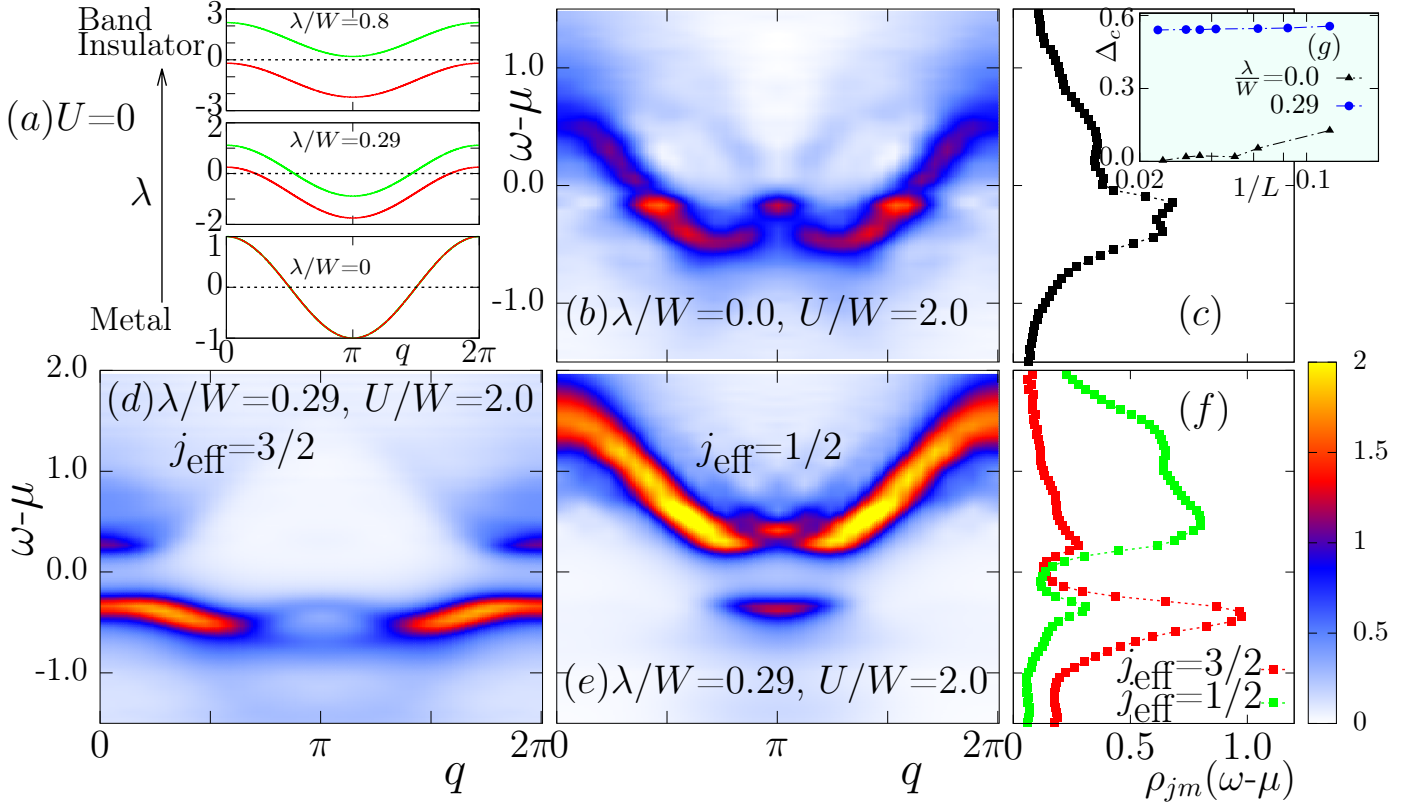 Band
Insulator
(a)U=0
λ
Metal
3
2
0
-3
λ/W=0.8
2
0
-2
λ/W=0.29
1
0
-1
λ/W=0
0 π q 2π
ω-μ
1.0
0.0
-1.0
(b)λ/W=0.0, U/W=2.0
(c)
Δc
0.6
0.3
0.0
0.02 1/L 0.1
(g)
λ/W=0.0
0.29
ω-μ
2.0
1.0
0.0
-1.0
(d)λ/W=0.29, U/W=2.0
jeff=3/2
0 π 2π
q
jeff=1/2
(e)λ/W=0.29, U/W=2.0
0 π 2π
q
(f)
jeff=3/2
jeff=1/2
0 0.5 1.0
ρjm(ω-μ)
2
1.5
1
0.5
0